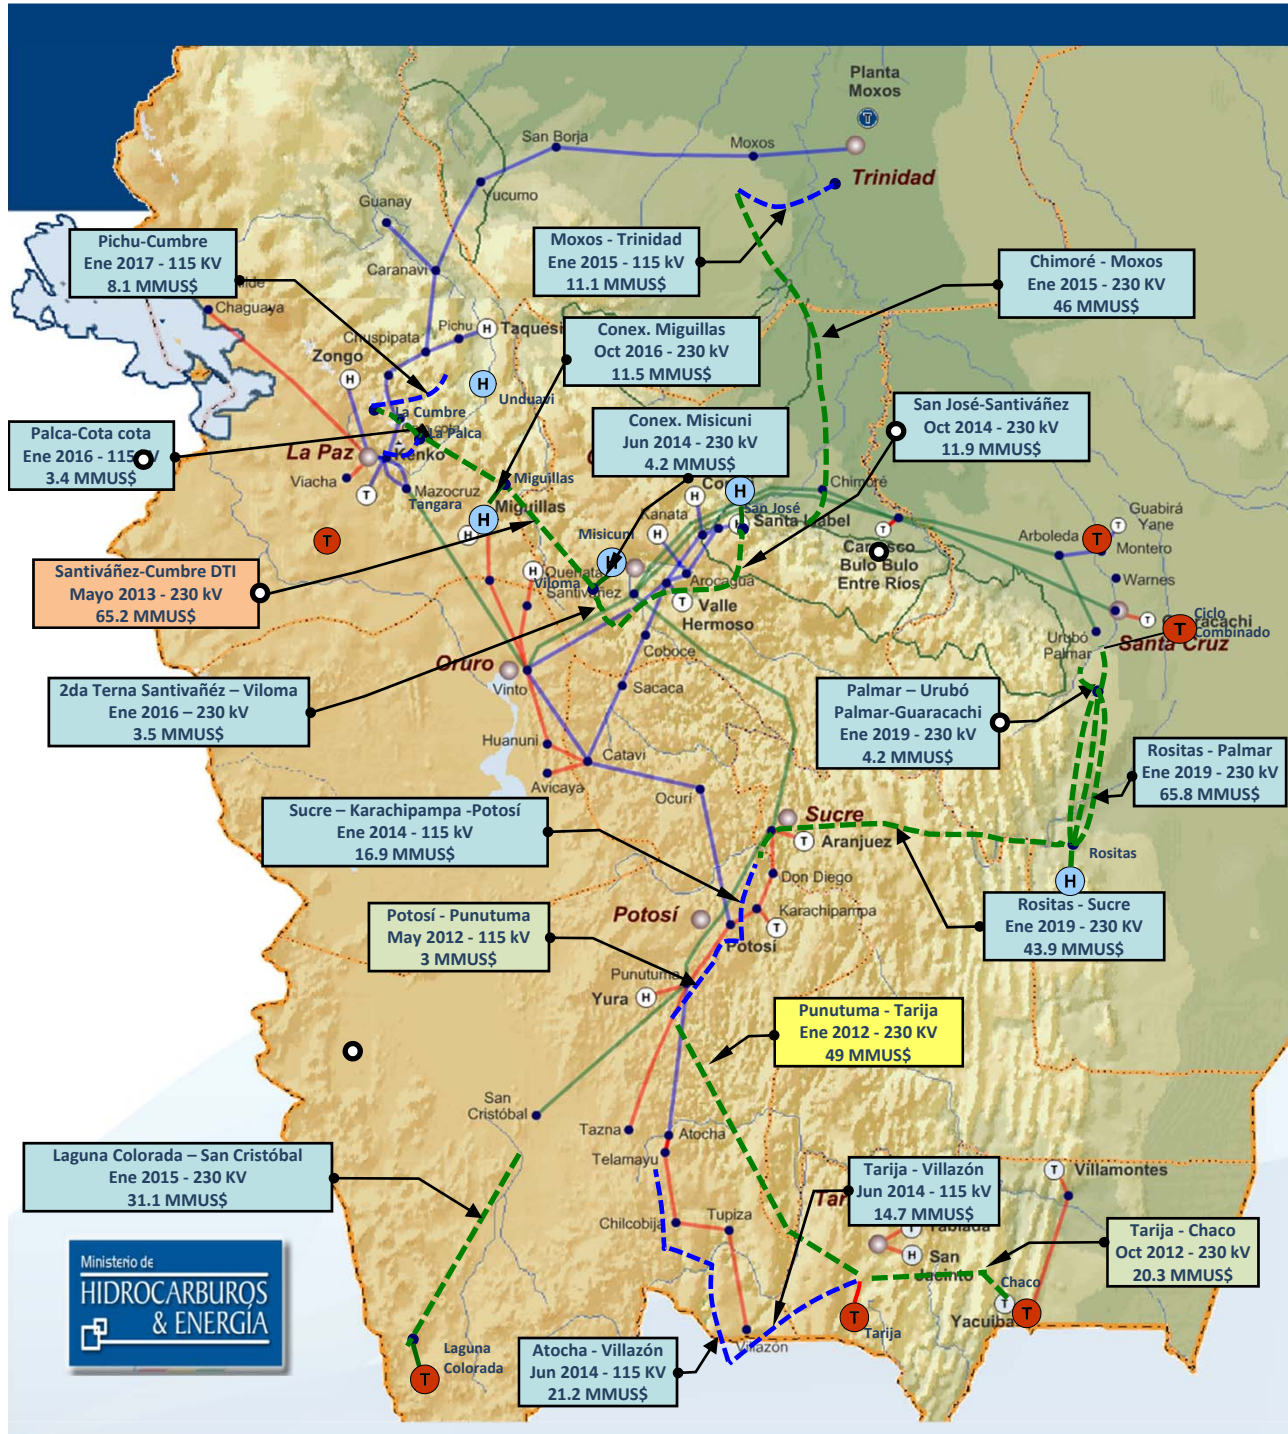 Planta
Moxos
T
San Borja
Moxos
Trinidad
Yucumo
Guanay
Pichu-Cumbre
Ene 2017 - 115 KV
8.1 MMUS$
Moxos - Trinidad
Ene 2015 - 115 kV
11.1 MMUS$
Chimoré - Moxos
Ene 2015 - 230 KV
46 MMUS$
Caranavi
Chaguaya
Pichu
H
Taquesi
Chuspipata
Conex. Miguillas
Oct 2016 - 230 kV
11.5 MMUS$
Zongo
H
H
Unduavi
San José-Santiváñez
Oct 2014 - 230 kV
11.9 MMUS$
La Cumbre
La Palca
Conex. Misicuni
Jun 2014 - 230 kV
4.2 MMUS$
Palca-Cota cota
Ene 2016 - 115 KV
3.4 MMUS$
La Paz
Kenko
Viacha
T
Mazocruz
Tangara
Miguillas
H
Miguillas
H
H
H
San José
H
Santa Isabel
Chimoré
Kanata
H
T
Carrasco
Bulo Bulo
Entre Ríos
Guabirá
Yane
T
Arboleda
T
Montero
Warnes
T
Misicuni
H
Santiváñez-Cumbre DTI
Mayo 2013 - 230 kV
65.2 MMUS$
H
Viloma
Santivañez
Arocagua
T
Valle
Hermoso
Urubó
Palmar
T
T
Ciclo
Combinado
Santa Cruz
Coboce
Oruro
Vinto
Sacaca
2da Terna Santivañéz – Viloma
Ene 2016 – 230 kV
3.5 MMUS$
Palmar – Urubó
Palmar-Guaracachi
Ene 2019 - 230 kV
4.2 MMUS$
Huanuni
Catavi
Avicaya
Ocurí
Rositas - Palmar
Ene 2019 - 230 kV
65.8 MMUS$
Sucre – Karachipampa -Potosí
Ene 2014 - 115 kV
16.9 MMUS$
Sucre
T
Aranjuez
Don Diego
Rositas
H
Karachipampa
T
Potosí
Potosí
Rositas - Sucre
Ene 2019 - 230 KV
43.9 MMUS$
Potosí - Punutuma
May 2012 - 115 kV
3 MMUS$
Punutuma
Yura
H
Punutuma - Tarija
Ene 2012 - 230 KV
49 MMUS$
San
Cristóbal
Tazna
Atocha
Telamayu
Laguna Colorada – San Cristóbal
Ene 2015 - 230 KV
31.1 MMUS$
Tarija - Villazón
Jun 2014 - 115 kV
14.7 MMUS$
T
Villamontes
Chilcobija
Tupiza
T
Tablada
H
San
Jacinto
Tarija - Chaco
Oct 2012 - 230 kV
20.3 MMUS$
Chaco
T
Yacuiba
T
T
Tarija
Villazón
Ministerio de
HIDROCARBUROS
& ENERGÍA
Laguna
Colorada
T
Atocha - Villazón
Jun 2014 - 115 KV
21.2 MMUS$